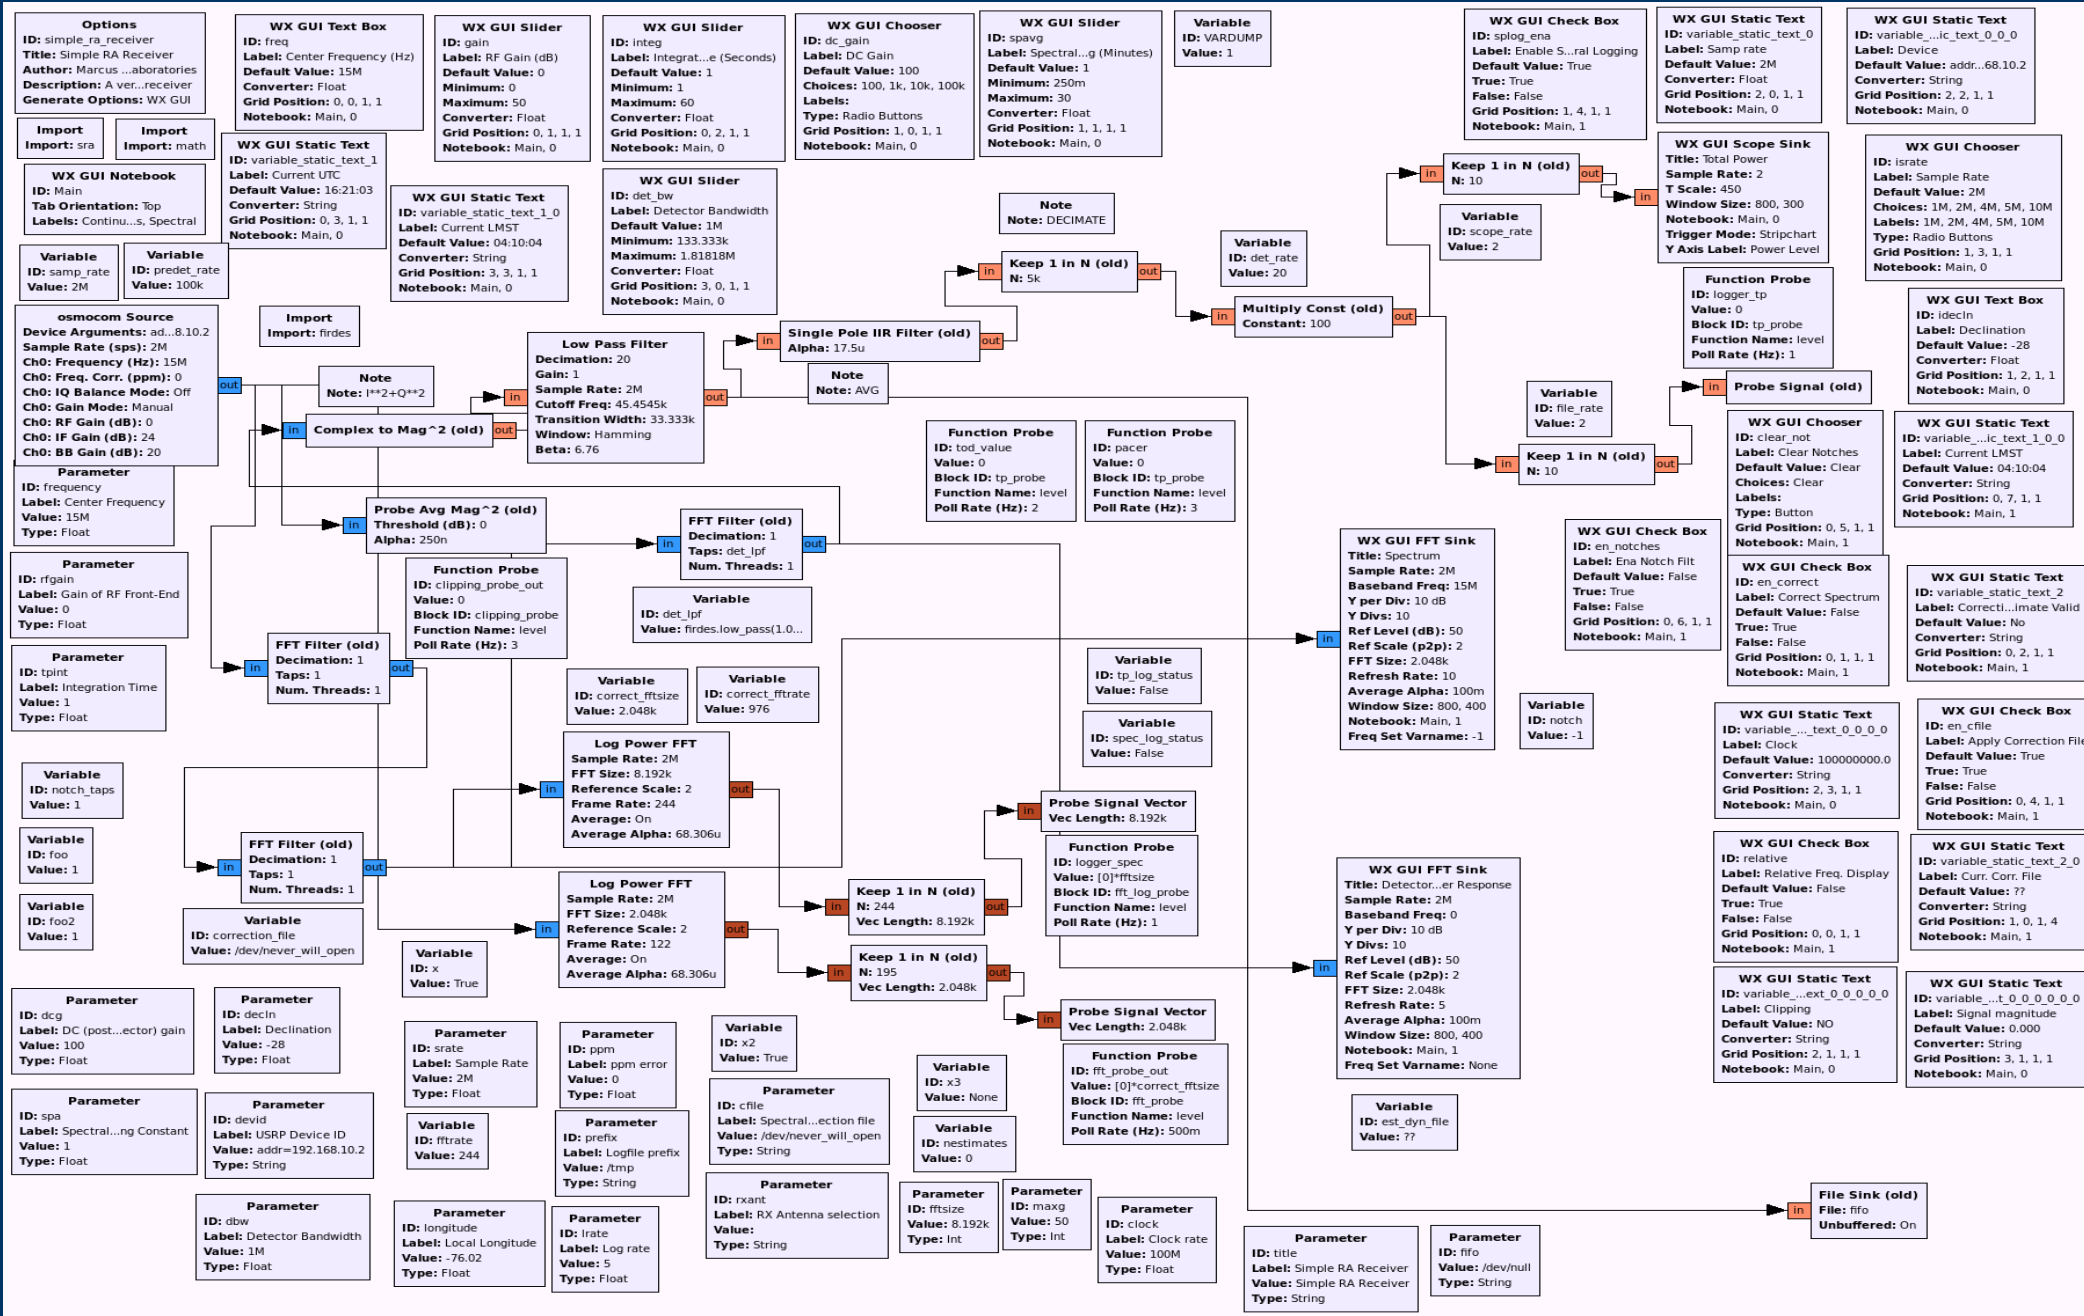 Options
ID: simple_ra_receiver
Title: Simple RA Receiver
Author: Marcus ...aboratories
Description: A ver...receiver
Generate Options: WX GUI
WX GUI Text Box
ID: freq
Label: Center Frequency (Hz)
Default Value: 15M
Converter: Float
Grid Position: 0, 0, 1, 1
Notebook: Main, 0
WX GUI Slider
ID: gain
Label: RF Gain (dB)
Default Value: 0
Minimum: 0
Maximum: 50
Converter: Float
Grid Position: 0, 1, 1, 1
Notebook: Main, 0
WX GUI Slider
ID: integ
Label: Integrat...e (Seconds)
Default Value: 1
Minimum: 1
Maximum: 60
Converter: Float
Grid Position: 0, 2, 1, 1
Notebook: Main, 0
WX GUI Chooser
ID: dc_gain
Label: DC Gain
Default Value: 100
Choices: 100, 1k, 10k, 100k
Labels:
Type: Radio Buttons
Grid Position: 1, 0, 1, 1
Notebook: Main, 0
WX GUI Slider
ID: spavg
Label: Spectral...g (Minutes)
Default Value: 1
Minimum: 250m
Maximum: 30
Converter: Float
Grid Position: 1, 1, 1, 1
Notebook: Main, 0
Variable
ID: VARDUMP
Value: 1
WX GUI Check Box
ID: splog_ena
Label: Enable S...ral Logging
Default Value: True
True: True
False: False
Grid Position: 1, 4, 1, 1
Notebook: Main, 1
WX GUI Static Text
ID: variable_static_text_0
Label: Samp rate
Default Value: 2M
Converter: Float
Grid Position: 2, 0, 1, 1
Notebook: Main, 0
WX GUI Static Text
ID: variable_...ic_text_0_0_0
Label: Device
Default Value: addr...68.10.2
Converter: String
Grid Position: 2, 2, 1, 1
Notebook: Main, 0
Import
Import: sra
Import
Import: math
WX GUI Static Text
ID: variable_static_text_1
Label: Current UTC
Default Value: 16:21:03
Converter: String
Grid Position: 0, 3, 1, 1
Notebook: Main, 0
WX GUI Notebook
ID: Main
Tab Orientation: Top
Labels: Continu...s, Spectral
WX GUI Static Text
ID: variable_static_text_1_0
Label: Current LMST
Default Value: 04:10:04
Converter: String
Grid Position: 3, 3, 1, 1
Notebook: Main, 0
WX GUI Slider
ID: det_bw
Label: Detector Bandwidth
Default Value: 1M
Minimum: 133.333k
Maximum: 1.81818M
Converter: Float
Grid Position: 3, 0, 1, 1
Notebook: Main, 0
Note
Note: DECIMATE
in
Keep 1 in N (old)
N: 10
out
in
WX GUI Scope Sink
Title: Total Power
Sample Rate: 2
T Scale: 450
Window Size: 800, 300
Notebook: Main, 0
Trigger Mode: Stripchart
Y Axis Label: Power Level
WX GUI Chooser
ID: israte
Label: Sample Rate
Default Value: 2M
Choices: 1M, 2M, 4M, 5M, 10M
Labels: 1M, 2M, 4M, 5M, 10M
Type: Radio Buttons
Grid Position: 1, 3, 1, 1
Notebook: Main, 0
Variable
ID: scope_rate
Value: 2
Variable
ID: samp_rate
Value: 2M
Variable
ID: predet_rate
Value: 100k
Variable
ID: det_rate
Value: 20
in
Keep 1 in N (old)
N: 5k
out
in
Multiply Const (old)
Constant: 100
out
Function Probe
ID: logger_tp
Value: 0
Block ID: tp_probe
Function Name: level
Poll Rate (Hz): 1
WX GUI Text Box
ID: idecln
Label: Declination
Default Value: -28
Converter: Float
Grid Position: 1, 2, 1, 1
Notebook: Main, 0
osmocom Source
Device Arguments: ad...8.10.2
Sample Rate (sps): 2M
Ch0: Frequency (Hz): 15M
Ch0: Freq. Corr. (ppm): 0
Ch0: IQ Balance Mode: Off
Ch0: Gain Mode: Manual
Ch0: RF Gain (dB): 0
Ch0: IF Gain (dB): 24
Ch0: BB Gain (dB): 20
out
Import
Import: firdes
Note
Note: I**2+Q**2
in
Complex to Mag^2 (old)
out
in
Low Pass Filter
Decimation: 20
Gain: 1
Sample Rate: 2M
Cutoff Freq: 45.4545k
Transition Width: 33.333k
Window: Hamming
Beta: 6.76
out
in
Single Pole IIR Filter (old)
Alpha: 17.5u
out
Note
Note: AVG
Variable
ID: file_rate
Value: 2
in
Probe Signal (old)
in
Keep 1 in N (old)
N: 10
out
WX GUI Chooser
ID: clear_not
Label: Clear Notches
Default Value: Clear
Choices: Clear
Labels:
Type: Button
Grid Position: 0, 5, 1, 1
Notebook: Main, 1
WX GUI Static Text
ID: variable_...ic_text_1_0_0
Label: Current LMST
Default Value: 04:10:04
Converter: String
Grid Position: 0, 7, 1, 1
Notebook: Main, 1
Function Probe
ID: tod_value
Value: 0
Block ID: tp_probe
Function Name: level
Poll Rate (Hz): 2
Function Probe
ID: pacer
Value: 0
Block ID: tp_probe
Function Name: level
Poll Rate (Hz): 3
Parameter
ID: frequency
Label: Center Frequency
Value: 15M
Type: Float
in
Probe Avg Mag^2 (old)
Threshold (dB): 0
Alpha: 250n
in
FFT Filter (old)
Decimation: 1
Taps: det_lpf
Num. Threads: 1
out
Function Probe
ID: clipping_probe_out
Value: 0
Block ID: clipping_probe
Function Name: level
Poll Rate (Hz): 3
Variable
ID: det_lpf
Value: firdes.low_pass(1.0...
Parameter
ID: rfgain
Label: Gain of RF Front-End
Value: 0
Type: Float
Parameter
ID: tpint
Label: Integration Time
Value: 1
Type: Float
in
FFT Filter (old)
Decimation: 1
Taps: 1
Num. Threads: 1
out
in
WX GUI FFT Sink
Title: Spectrum
Sample Rate: 2M
Baseband Freq: 15M
Y per Div: 10 dB
Y Divs: 10
Ref Level (dB): 50
Ref Scale (p2p): 2
FFT Size: 2.048k
Refresh Rate: 10
Average Alpha: 100m
Window Size: 800, 400
Notebook: Main, 1
Freq Set Varname: -1
WX GUI Check Box
ID: en_notches
Label: Ena Notch Filt
Default Value: False
True: True
False: False
Grid Position: 0, 6, 1, 1
Notebook: Main, 1
WX GUI Check Box
ID: en_correct
Label: Correct Spectrum
Default Value: False
True: True
False: False
Grid Position: 0, 1, 1, 1
Notebook: Main, 1
WX GUI Static Text
ID: variable_static_text_2
Label: Correcti...imate Valid
Default Value: No
Converter: String
Grid Position: 0, 2, 1, 1
Notebook: Main, 1
Variable
ID: correct_fftsize
Value: 2.048k
Variable
ID: correct_fftrate
Value: 976
Variable
ID: tp_log_status
Value: False
Variable
ID: spec_log_status
Value: False
Variable
ID: notch
Value: -1
WX GUI Static Text
ID: variable_..._text_0_0_0_0
Label: Clock
Default Value: 100000000.0
Converter: String
Grid Position: 2, 3, 1, 1
Notebook: Main, 0
WX GUI Check Box
ID: en_cfile
Label: Apply Correction File
Default Value: True
True: True
False: False
Grid Position: 0, 4, 1, 1
Notebook: Main, 1
Variable
ID: notch_taps
Value: 1
Variable
ID: foo
Value: 1
Variable
ID: foo2
Value: 1
in
FFT Filter (old)
Decimation: 1
Taps: 1
Num. Threads: 1
out
Variable
ID: correction_file
Value: /dev/never_will_open
in
Log Power FFT
Sample Rate: 2M
FFT Size: 8.192k
Reference Scale: 2
Frame Rate: 244
Average: On
Average Alpha: 68.306u
out
in
Log Power FFT
Sample Rate: 2M
FFT Size: 2.048k
Reference Scale: 2
Frame Rate: 122
Average: On
Average Alpha: 68.306u
out
in
Probe Signal Vector
Vec Length: 8.192k
Function Probe
ID: logger_spec
Value: [0]*fftsize
Block ID: fft_log_probe
Function Name: level
Poll Rate (Hz): 1
in
Keep 1 in N (old)
N: 244
Vec Length: 8.192k
out
in
Keep 1 in N (old)
N: 195
Vec Length: 2.048k
out
in
Probe Signal Vector
Vec Length: 2.048k
Function Probe
ID: fft_probe_out
Value: [0]*correct_fftsize
Block ID: fft_probe
Function Name: level
Poll Rate (Hz): 500m
in
WX GUI FFT Sink
Title: Detector...er Response
Sample Rate: 2M
Baseband Freq: 0
Y per Div: 10 dB
Y Divs: 10
Ref Level (dB): 50
Ref Scale (p2p): 2
FFT Size: 2.048k
Refresh Rate: 5
Average Alpha: 100m
Window Size: 800, 400
Notebook: Main, 1
Freq Set Varname: None
WX GUI Check Box
ID: relative
Label: Relative Freq. Display
Default Value: False
True: True
False: False
Grid Position: 0, 0, 1, 1
Notebook: Main, 1
WX GUI Static Text
ID: variable_static_text_2_0
Label: Curr. Corr. File
Default Value: ??
Converter: String
Grid Position: 1, 0, 1, 4
Notebook: Main, 1
WX GUI Static Text
ID: variable_...ext_0_0_0_0_0
Label: Clipping
Default Value: NO
Converter: String
Grid Position: 2, 1, 1, 1
Notebook: Main, 0
WX GUI Static Text
ID: variable_...t_0_0_0_0_0_0
Label: Signal magnitude
Default Value: 0.000
Converter: String
Grid Position: 3, 1, 1, 1
Notebook: Main, 0
Variable
ID: x
Value: True
Parameter
ID: dcg
Label: DC (post...ector) gain
Value: 100
Type: Float
Parameter
ID: decln
Label: Declination
Value: -28
Type: Float
Parameter
ID: srate
Label: Sample Rate
Value: 2M
Type: Float
Parameter
ID: ppm
Label: ppm error
Value: 0
Type: Float
Variable
ID: x2
Value: True
Variable
ID: x3
Value: None
Parameter
ID: spa
Label: Spectral...ng Constant
Value: 1
Type: Float
Parameter
ID: devid
Label: USRP Device ID
Value: addr=192.168.10.2
Type: String
Variable
ID: fftrate
Value: 244
Parameter
ID: prefix
Label: Logfile prefix
Value: /tmp
Type: String
Parameter
ID: cfile
Label: Spectral...ection file
Value: /dev/never_will_open
Type: String
Variable
ID: nestimates
Value: 0
Variable
ID: est_dyn_file
Value: ??
Parameter
ID: dbw
Label: Detector Bandwidth
Value: 1M
Type: Float
Parameter
ID: longitude
Label: Local Longitude
Value: -76.02
Type: Float
Parameter
ID: lrate
Label: Log rate
Value: 5
Type: Float
Parameter
ID: rxant
Label: RX Antenna selection
Value:
Type: String
Parameter
ID: fftsize
Value: 8.192k
Type: Int
Parameter
ID: maxg
Value: 50
Type: Int
Parameter
ID: clock
Label: Clock rate
Value: 100M
Type: Float
Parameter
ID: title
Label: Simple RA Receiver
Value: Simple RA Receiver
Type: String
Parameter
ID: fifo
Value: /dev/null
Type: String
in
File Sink (old)
File: fifo
Unbuffered: On